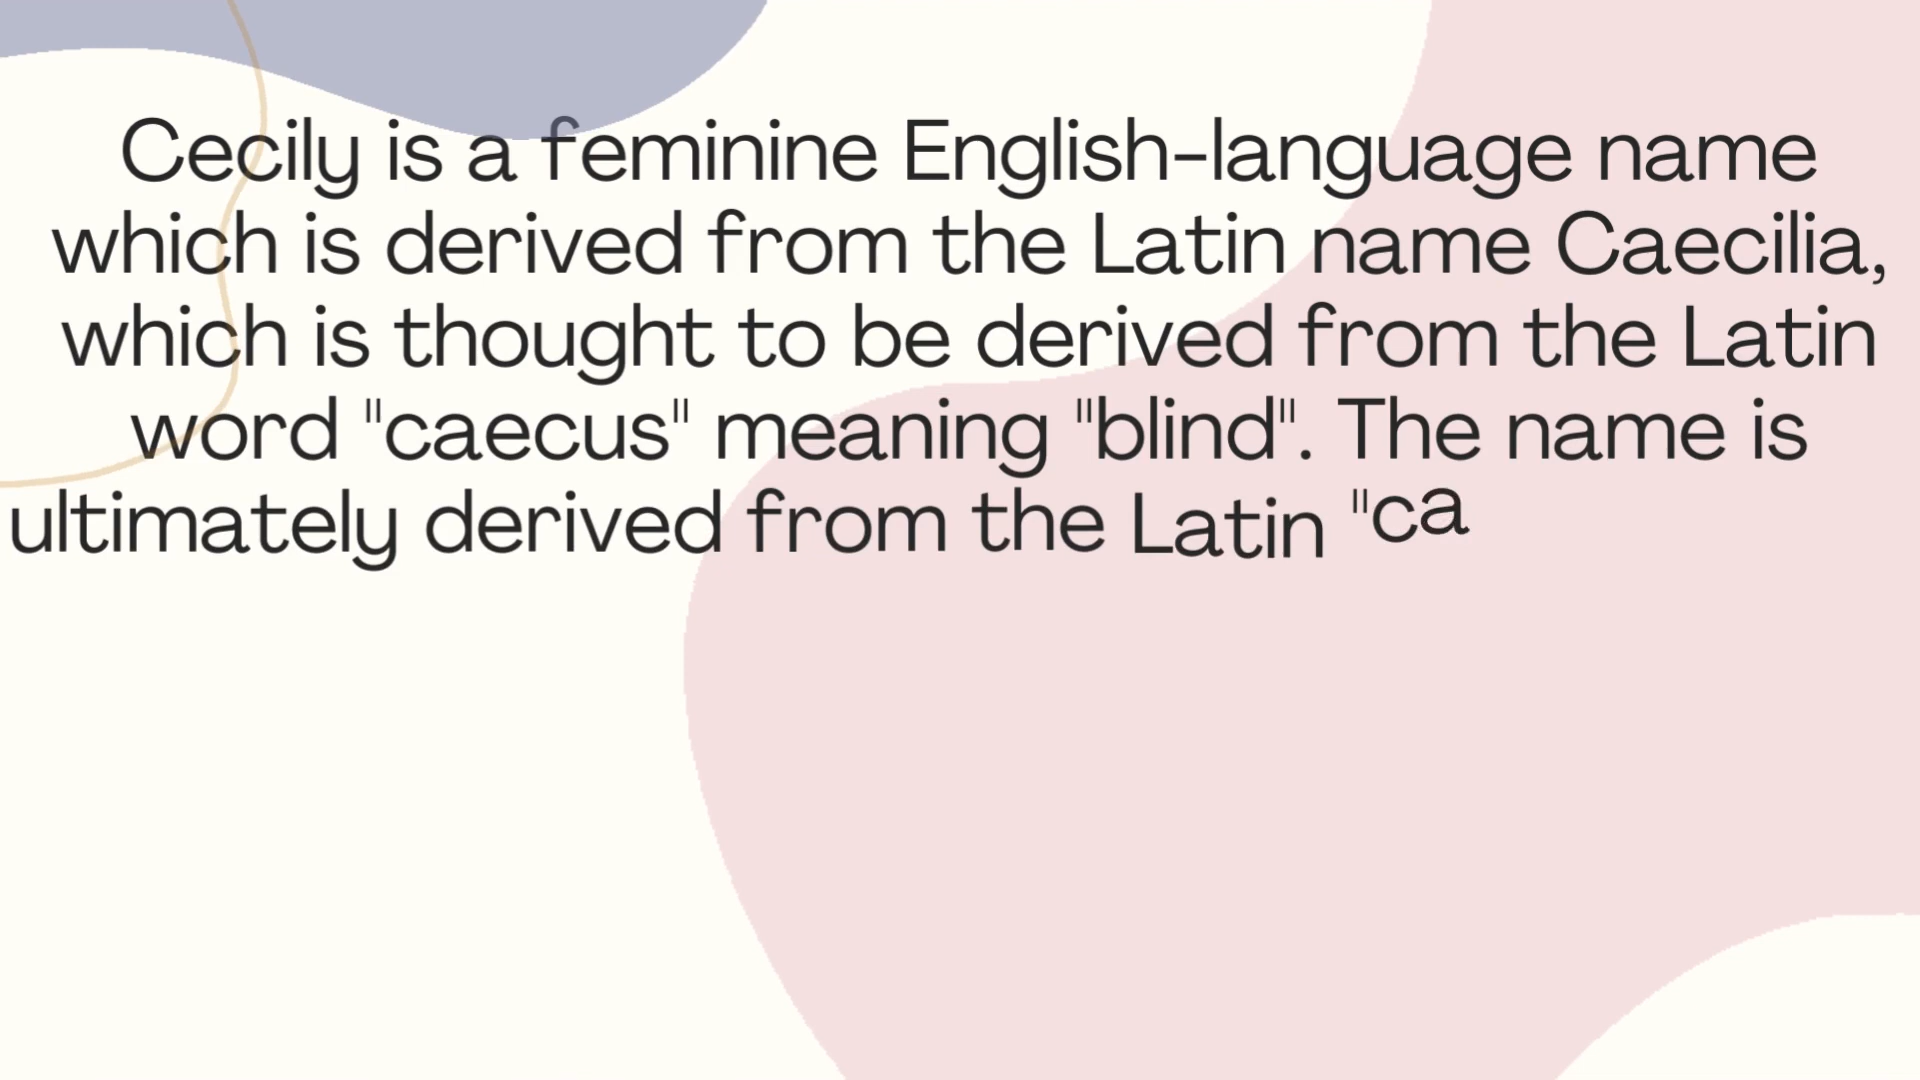 Cecily is a feminine English-language name
which is derived from the Latin name Caecilia,
which is thought to be derived from the Latin
word "caecus" meaning "blind". The name is
ultimately derived from the Latin "ca